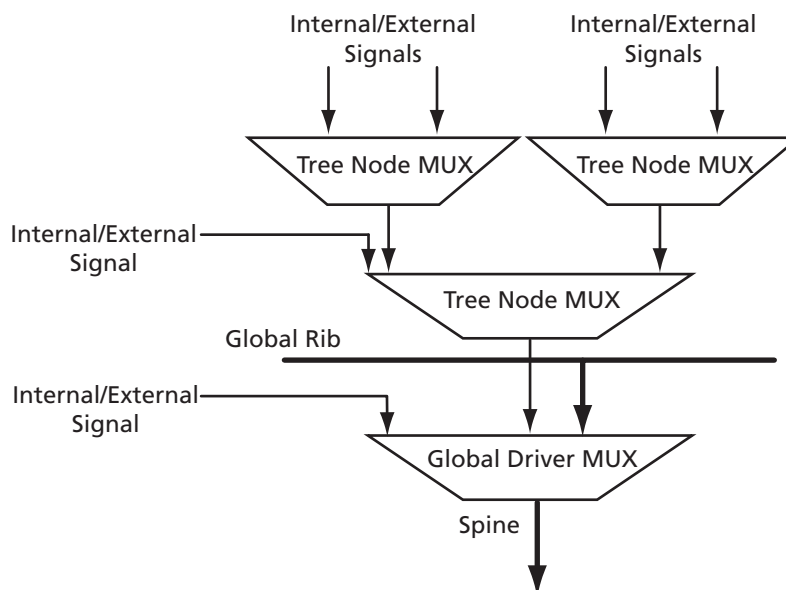 Internal/External
Signals
Internal/External
Signals
Tree Node MUX
Tree Node MUX
Internal/External
Signal
Tree Node MUX
Global Rib
Internal/External
Signal
Global Driver MUX
Spine